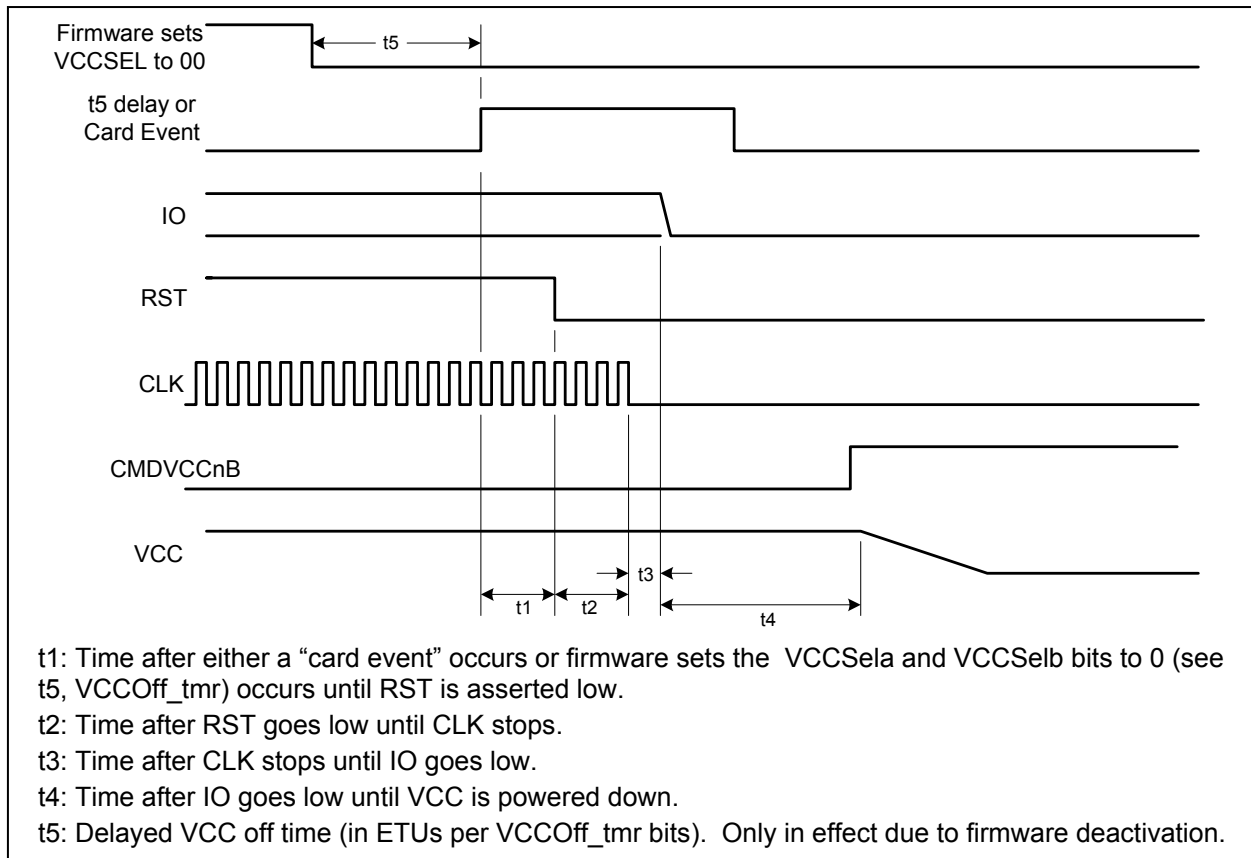 Firmware sets
VCCSEL to 00
t5
t5 delay or
Card Event
IO
RST
CLK
CMDVCCnB
VCC
t3
t1
t2
t4
t1: Time after either a “card event” occurs or firmware sets the VCCSela and VCCSelb bits to 0 (see
t5, VCCOff_tmr) occurs until RST is asserted low.
t2: Time after RST goes low until CLK stops.
t3: Time after CLK stops until IO goes low.
t4: Time after IO goes low until VCC is powered down.
t5: Delayed VCC off time (in ETUs per VCCOff_tmr bits). Only in effect due to firmware deactivation.